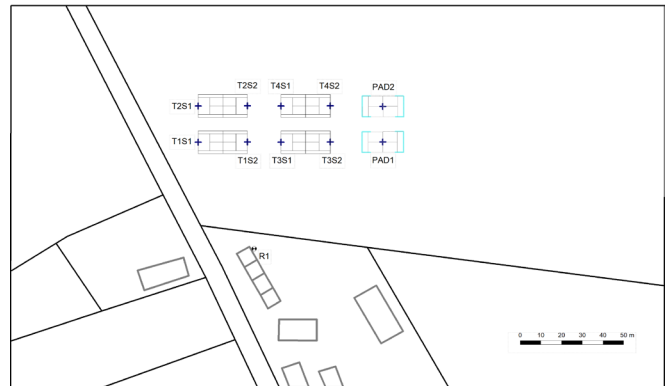 T2S2 T4S1 T4S2 PAD2
T2S1
T1S1
T1S2 T3S1 T3S2 PAD1
R1
0 10 20 30 40 50 m